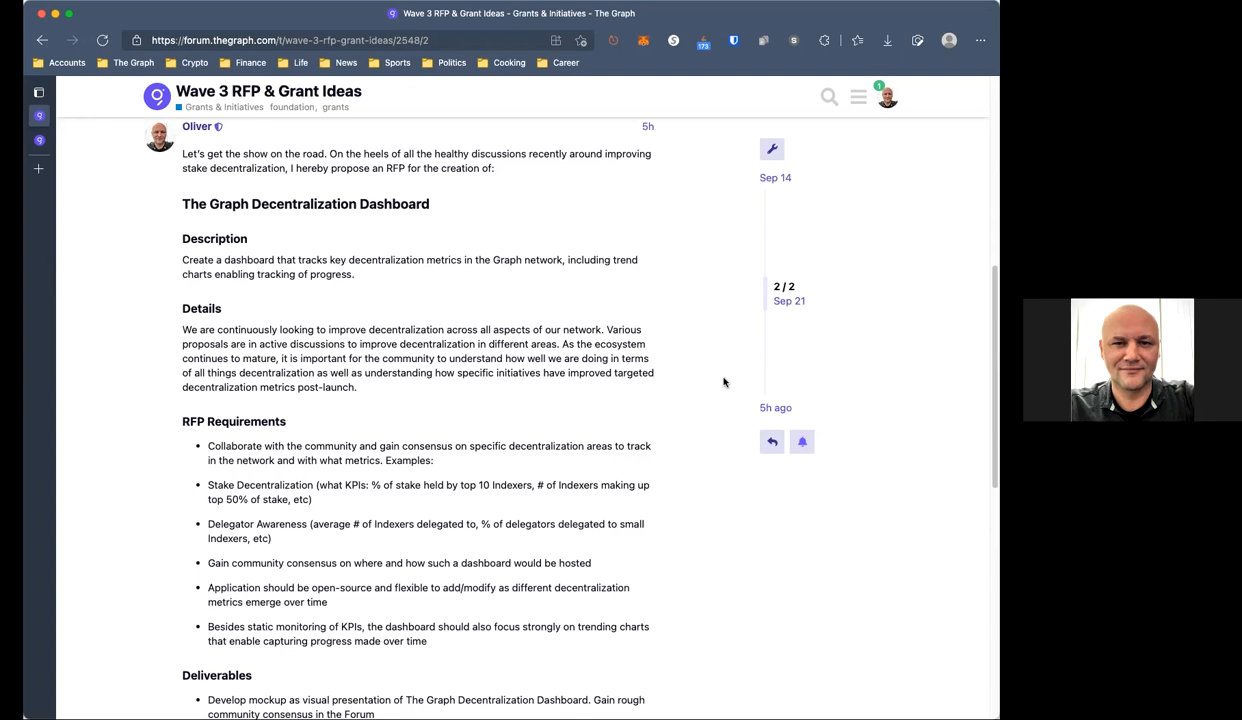 Wave 3 RFP & Grant Ideas - Grants & Initiatives - The Graph
https://forum.thegraph.com/t/wave-3-rfp-grant-ideas/2548/2
173
S
S
Accounts
The Graph
Crypto
Finance
Life
News
Sports
Politics
Cooking
Career
Wave 3 RFP & Grant Ideas
Grants & Initiatives foundation, grants
1
Oliver
5h
Let's get the show on the road. On the heels of all the healthy discussions recently around improving
stake decentralization, I hereby propose an RFP for the creation of:
The Graph Decentralization Dashboard
Description
Create a dashboard that tracks key decentralization metrics in the Graph network, including trend
charts enabling tracking of progress.
Details
We are continuously looking to improve decentralization across all aspects of our network. Various
proposals are in active discussions to improve decentralization in different areas. As the ecosystem
continues to mature, it is important for the community to understand how well we are doing in terms
of all things decentralization as well as understanding how specific initiatives have improved targeted
decentralization metrics post-launch.
RFP Requirements
• Collaborate with the community and gain consensus on specific decentralization areas to track
in the network and with what metrics. Examples:
• Stake Decentralization (what KPIs: % of stake held by top 10 Indexers, # of Indexers making up
top 50% of stake, etc)
• Delegator Awareness (average # of Indexers delegated to, % of delegators delegated to small
Indexers, etc)
• Gain community consensus on where and how such a dashboard would be hosted
• Application should be open-source and flexible to add/modify as different decentralization
metrics emerge over time
• Besides static monitoring of KPIs, the dashboard should also focus strongly on trending charts
that enable capturing progress made over time
Deliverables
• Develop mockup as visual presentation of The Graph Decentralization Dashboard. Gain rough
community consensus in the Forum
Sep 14
2 / 2
Sep 21
5h ago